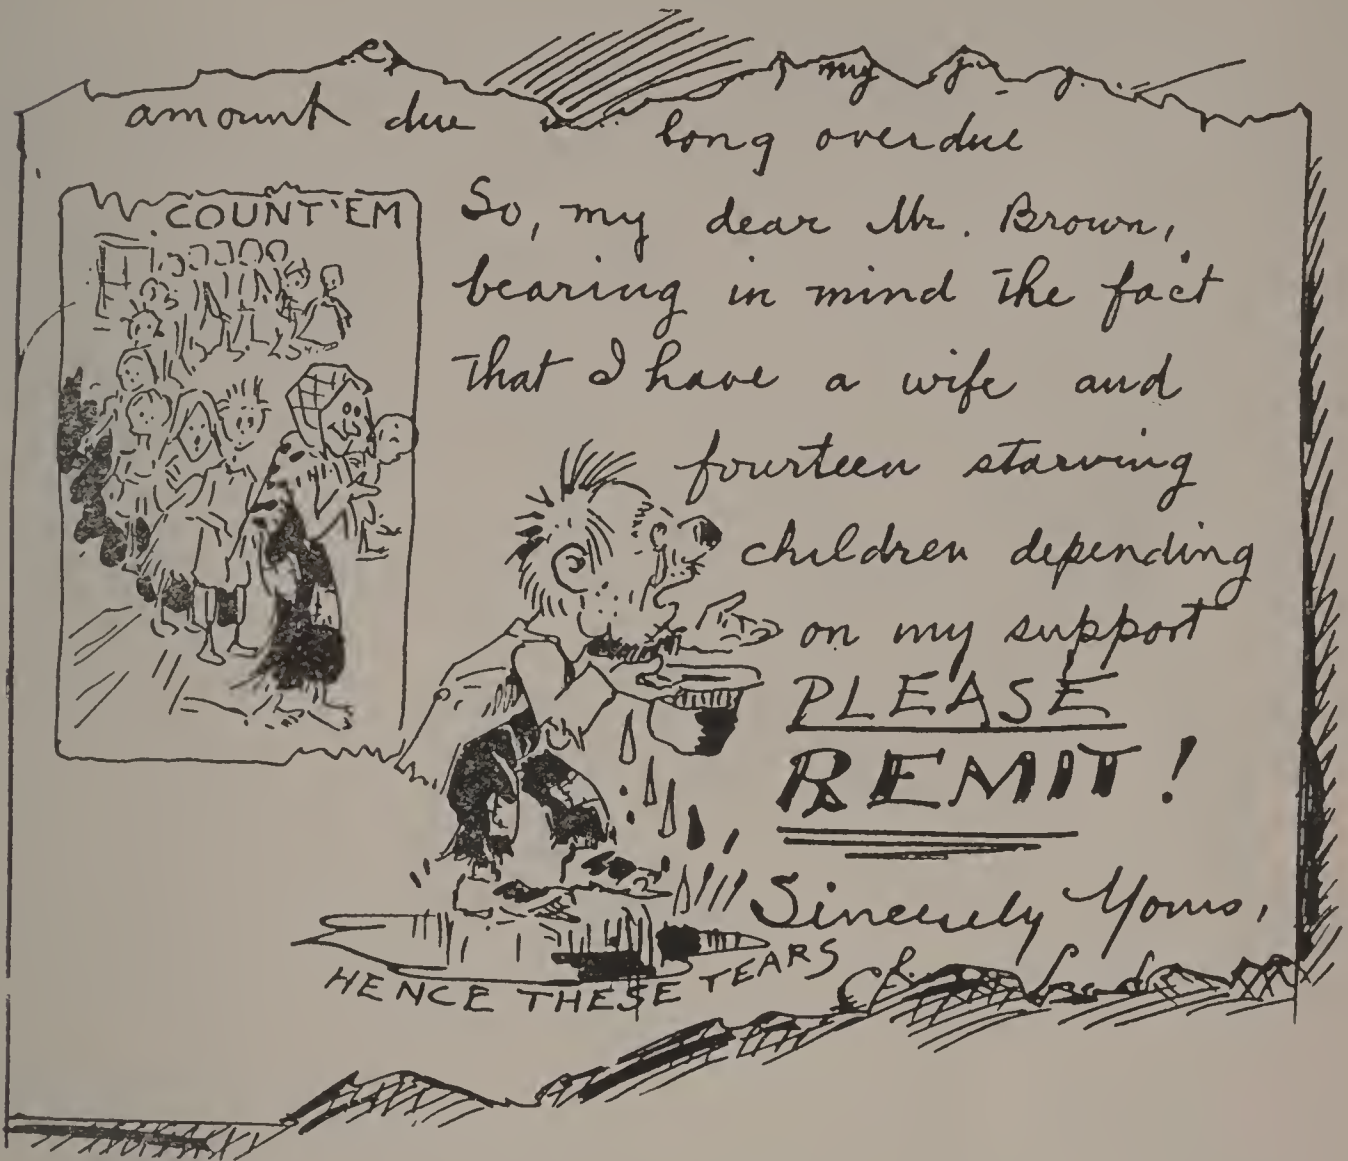 my
amount due long overdue
COUNT 'EM
So, my dear Mr. Brown,
bearing in mind the fact
that I have a wife and
fourteen starving
children depending
on my support
PLEASE
REMIT!
Sincerely Yours,
HENCE THESE TEARS